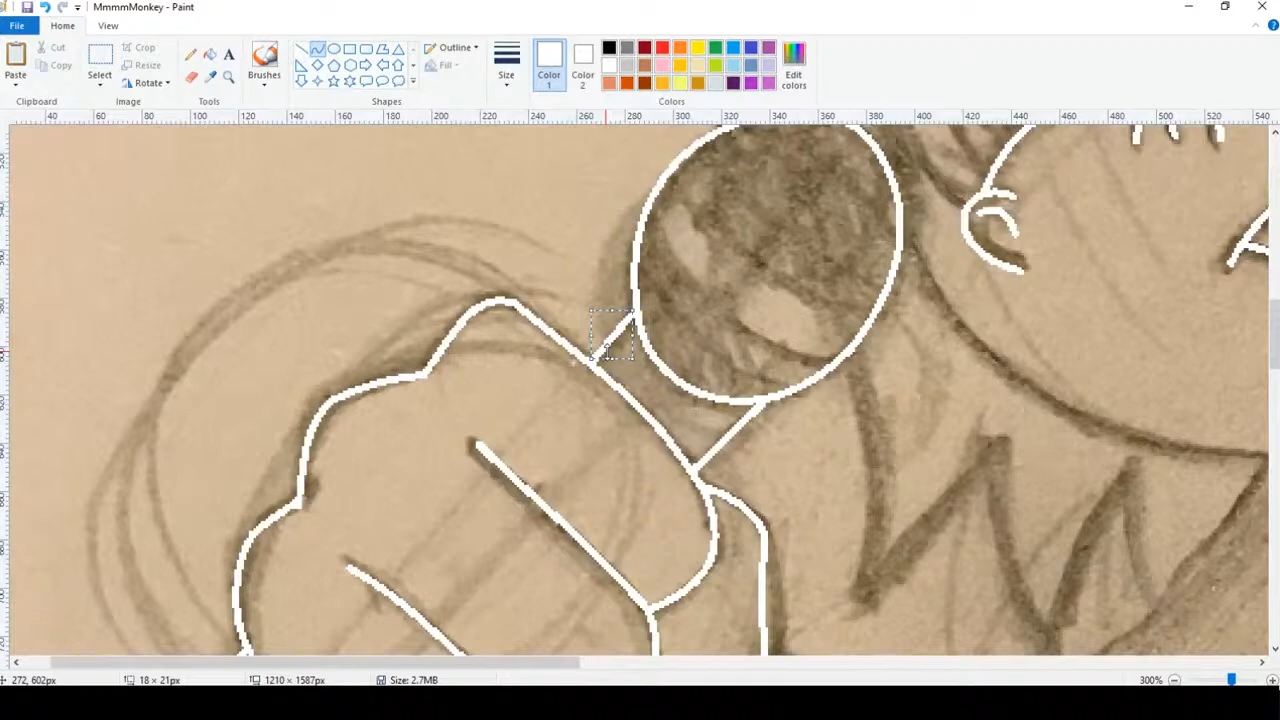 MmmmMonkey - Paint
File Home View
Paste Cut Copy
Clipboard
Select Crop Resize Rotate
Image
A
Tools
Brushes
Outline Fill
Shapes
Size
Color 1 Color 2
Edit colors
Colors
40 60 80 100 120 140 160 180 200 220 240 260 280 300 320 340 360 380 400 420 440 460 480 500 520 540
272, 602px 18 × 21px 1210 × 1587px Size: 2.7MB 300%